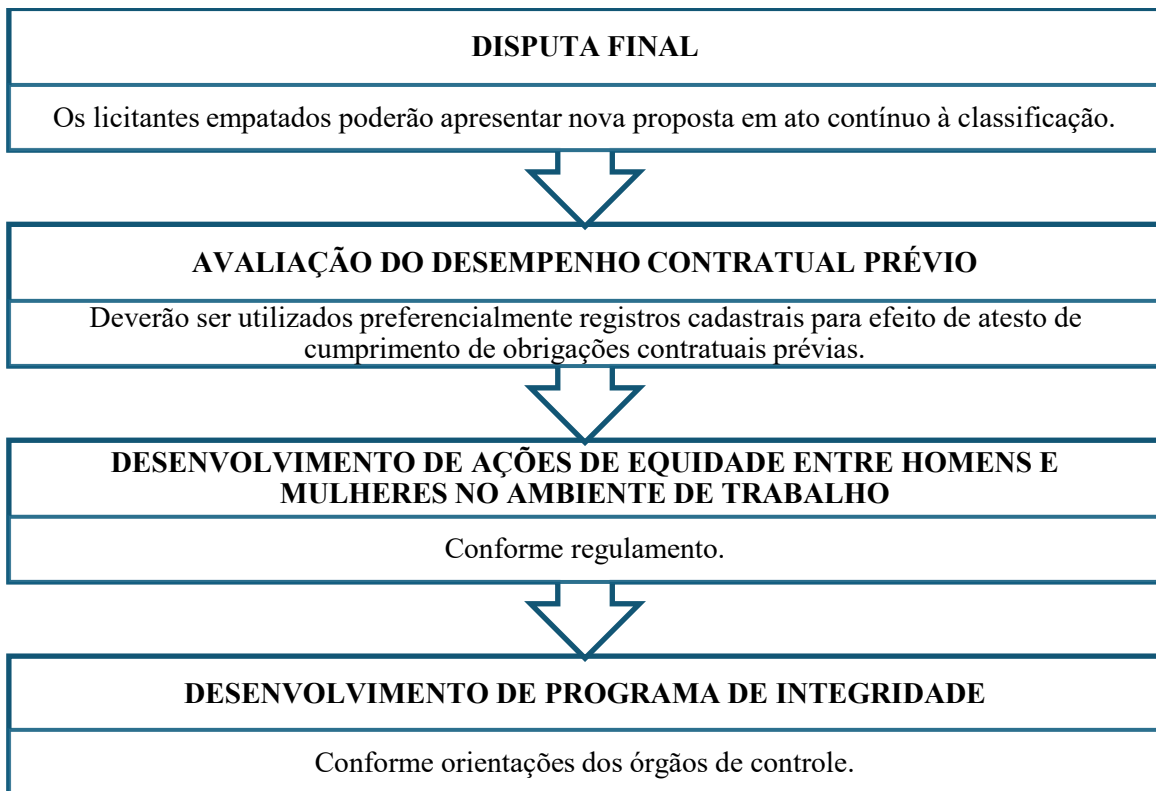 DISPUTA FINAL
Os licitantes empatados poderão apresentar nova proposta em ato contínuo à classificação.
AVALIAÇÃO DO DESEMPENHO CONTRATUAL PRÉVIO
Deverão ser utilizados preferencialmente registros cadastrais para efeito de atesto de
cumprimento de obrigações contratuais prévias.
DESENVOLVIMENTO DE AÇÕES DE EQUIDADE ENTRE HOMENS E
MULHERES NO AMBIENTE DE TRABALHO
Conforme regulamento.
DESENVOLVIMENTO DE PROGRAMA DE INTEGRIDADE
Conforme orientações dos órgãos de controle.